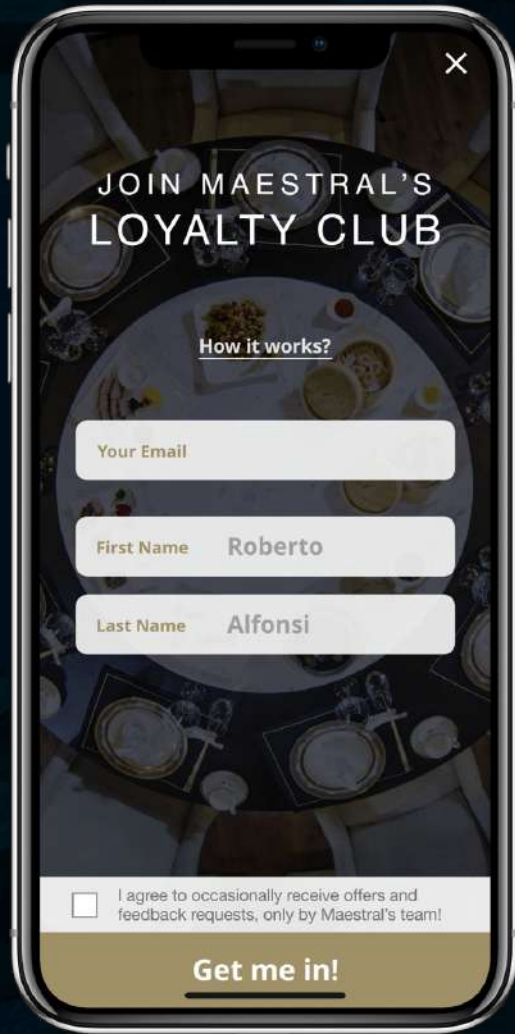 JOIN MAESTRAL'S
LOYALTY CLUB
How it works?
Your Email
First Name Roberto
Last Name Alfonsi
I agree to occasionally receive offers and
feedback requests, only by Maestral's team!
Get me in!